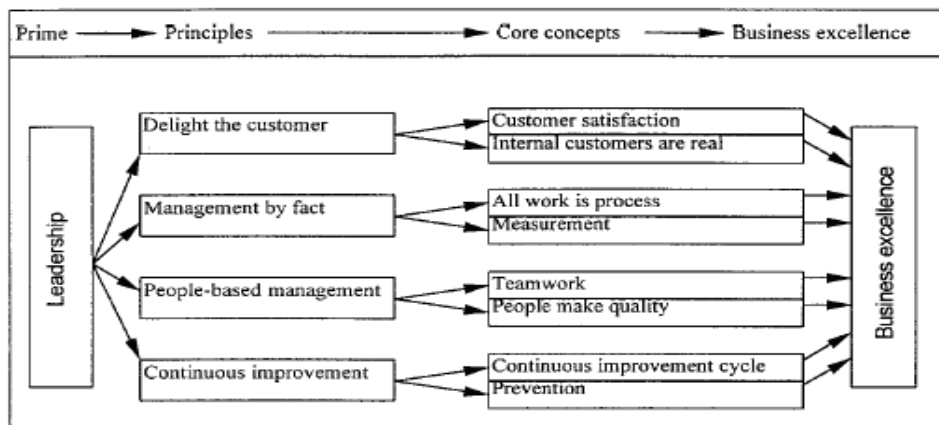 Prime Principles Core concepts Business excellence
Leadership
Delight the customer
Customer satisfaction
Internal customers are real
Management by fact
All work is process
Measurement
People-based management
Teamwork
People make quality
Continuous improvement
Continuous improvement cycle
Prevention
Business excellence